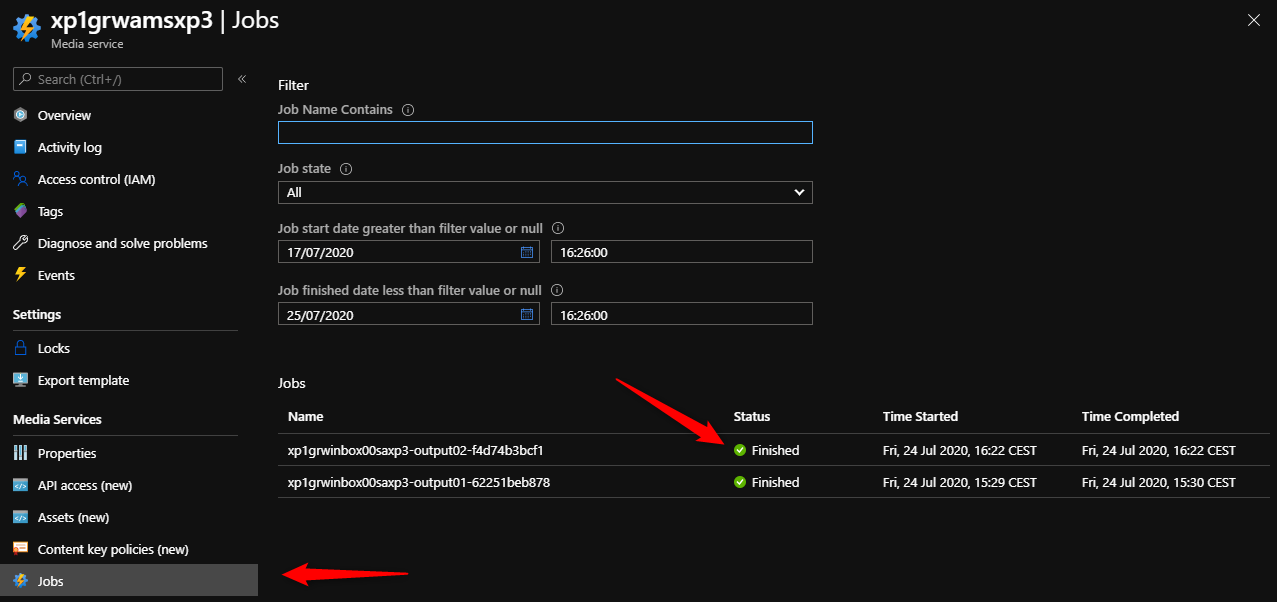 xp1grwamsxp3 | Jobs
Media service
Search (Ctrl+/)
«
Overview
Activity log
Access control (IAM)
Tags
Diagnose and solve problems
Events
Settings
Locks
Export template
Media Services
Properties
API access (new)
Assets (new)
Content key policies (new)
Jobs
Filter
Job Name Contains
Job state
All
Job start date greater than filter value or null
17/07/2020 16:26:00
Job finished date less than filter value or null
25/07/2020 16:26:00
Jobs
Name Status Time Started Time Completed
xp1grwinbox00saxp3-output02-f4d74b3bcf1 Finished Fri, 24 Jul 2020, 16:22 CEST Fri, 24 Jul 2020, 16:22 CEST
xp1grwinbox00saxp3-output01-62251beb878 Finished Fri, 24 Jul 2020, 15:29 CEST Fri, 24 Jul 2020, 15:30 CEST